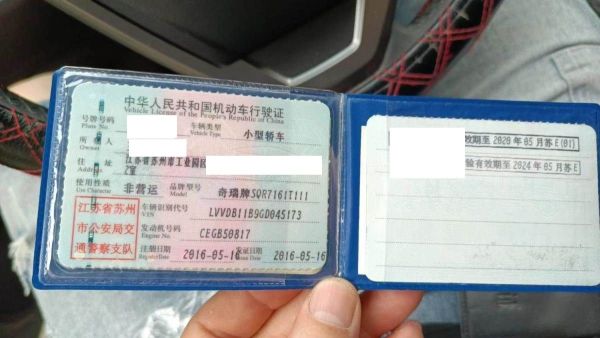 中华人民共和国机动车行驶证
Vehicle License of the People's Republic of China
号牌号码
Plate No.
车辆类型
Vehicle Type
小型轿车
所有人
Owner
住 址
Address
江苏省苏州市工业园区
室
使用性质
Use Character
非营运
品牌型号
Model
奇瑞牌SQR7161T111
江苏省苏州
市公安局交
通警察支队
车辆识别代号
VIN
LVVDB11B9GD045173
发动机号码
Engine No.
CEGB50817
注册日期
Register Date
2016-05-16
发证日期
Issue Date
2016-05-16
效期至2020年05月苏E(01)
验有效期至2024年05月苏E